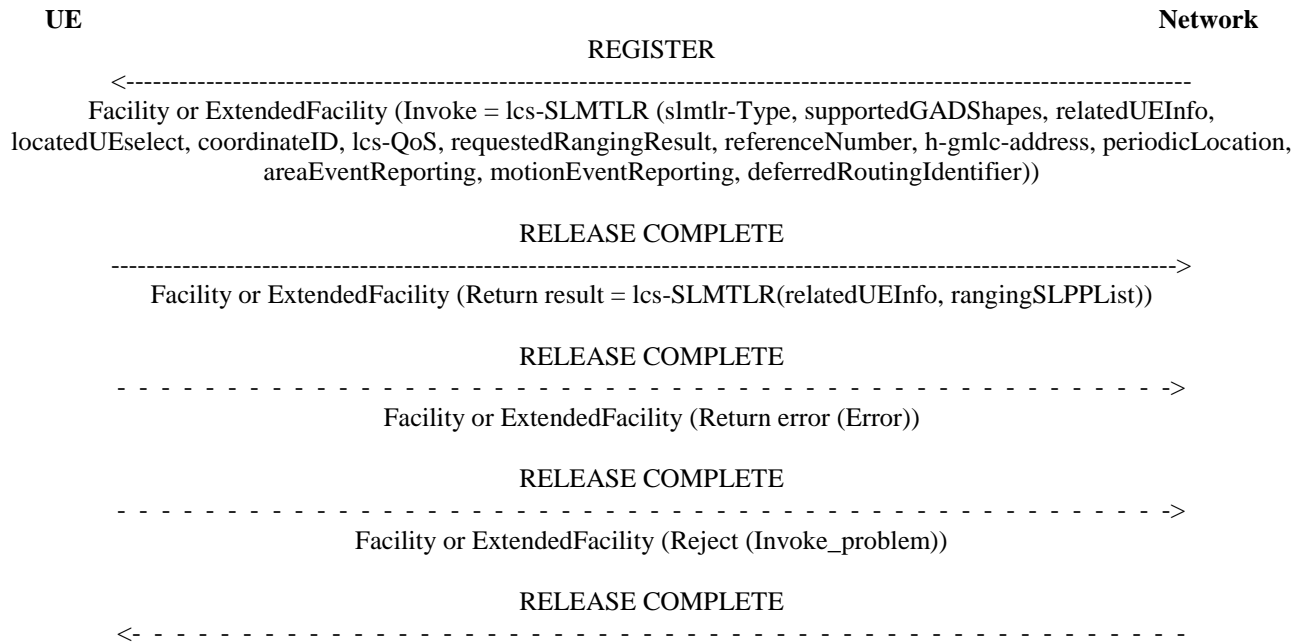 UE Network
REGISTER
<------------------------------------------------------------------------------------------------------------------------
Facility or ExtendedFacility (Invoke = lcs-SLMTLR (slmtlr-Type, supportedGADShapes, relatedUEInfo,
locatedUEselect, coordinateID, lcs-QoS, requestedRangingResult, referenceNumber, h-gmlc-address, periodicLocation,
areaEventReporting, motionEventReporting, deferredRoutingIdentifier))
RELEASE COMPLETE
------------------------------------------------------------------------------------------------------------------------>
Facility or ExtendedFacility (Return result = lcs-SLMTLR(relatedUEInfo, rangingSLPPList))
RELEASE COMPLETE
- - - - - - - - - - - - - - - - - - - - - - - - - - - - - - - - - - - - - - - - - - - - - - - ->
Facility or ExtendedFacility (Return error (Error))
RELEASE COMPLETE
- - - - - - - - - - - - - - - - - - - - - - - - - - - - - - - - - - - - - - - - - - - - - - - ->
Facility or ExtendedFacility (Reject (Invoke_problem))
RELEASE COMPLETE
<- - - - - - - - - - - - - - - - - - - - - - - - - - - - - - - - - - - - - - - - - - - - - - - -